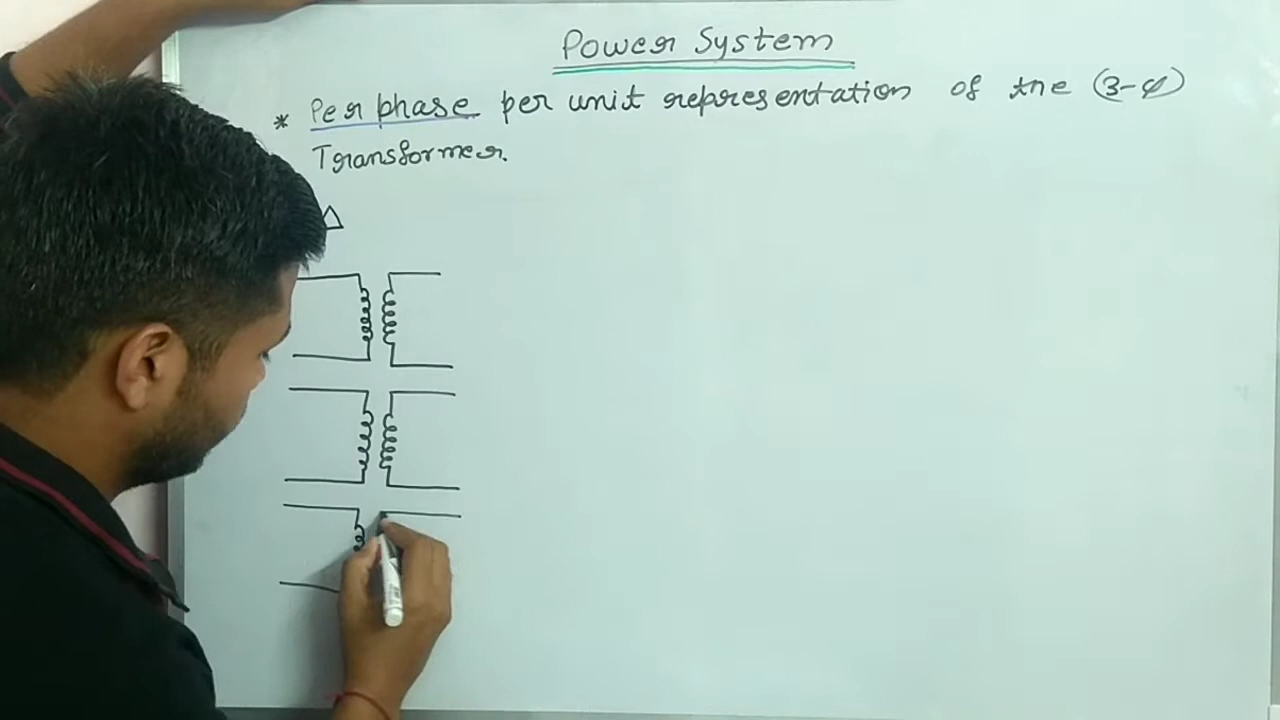 Power System
* Per phase per unit representation of the (3-φ)
Transformer.
Δ